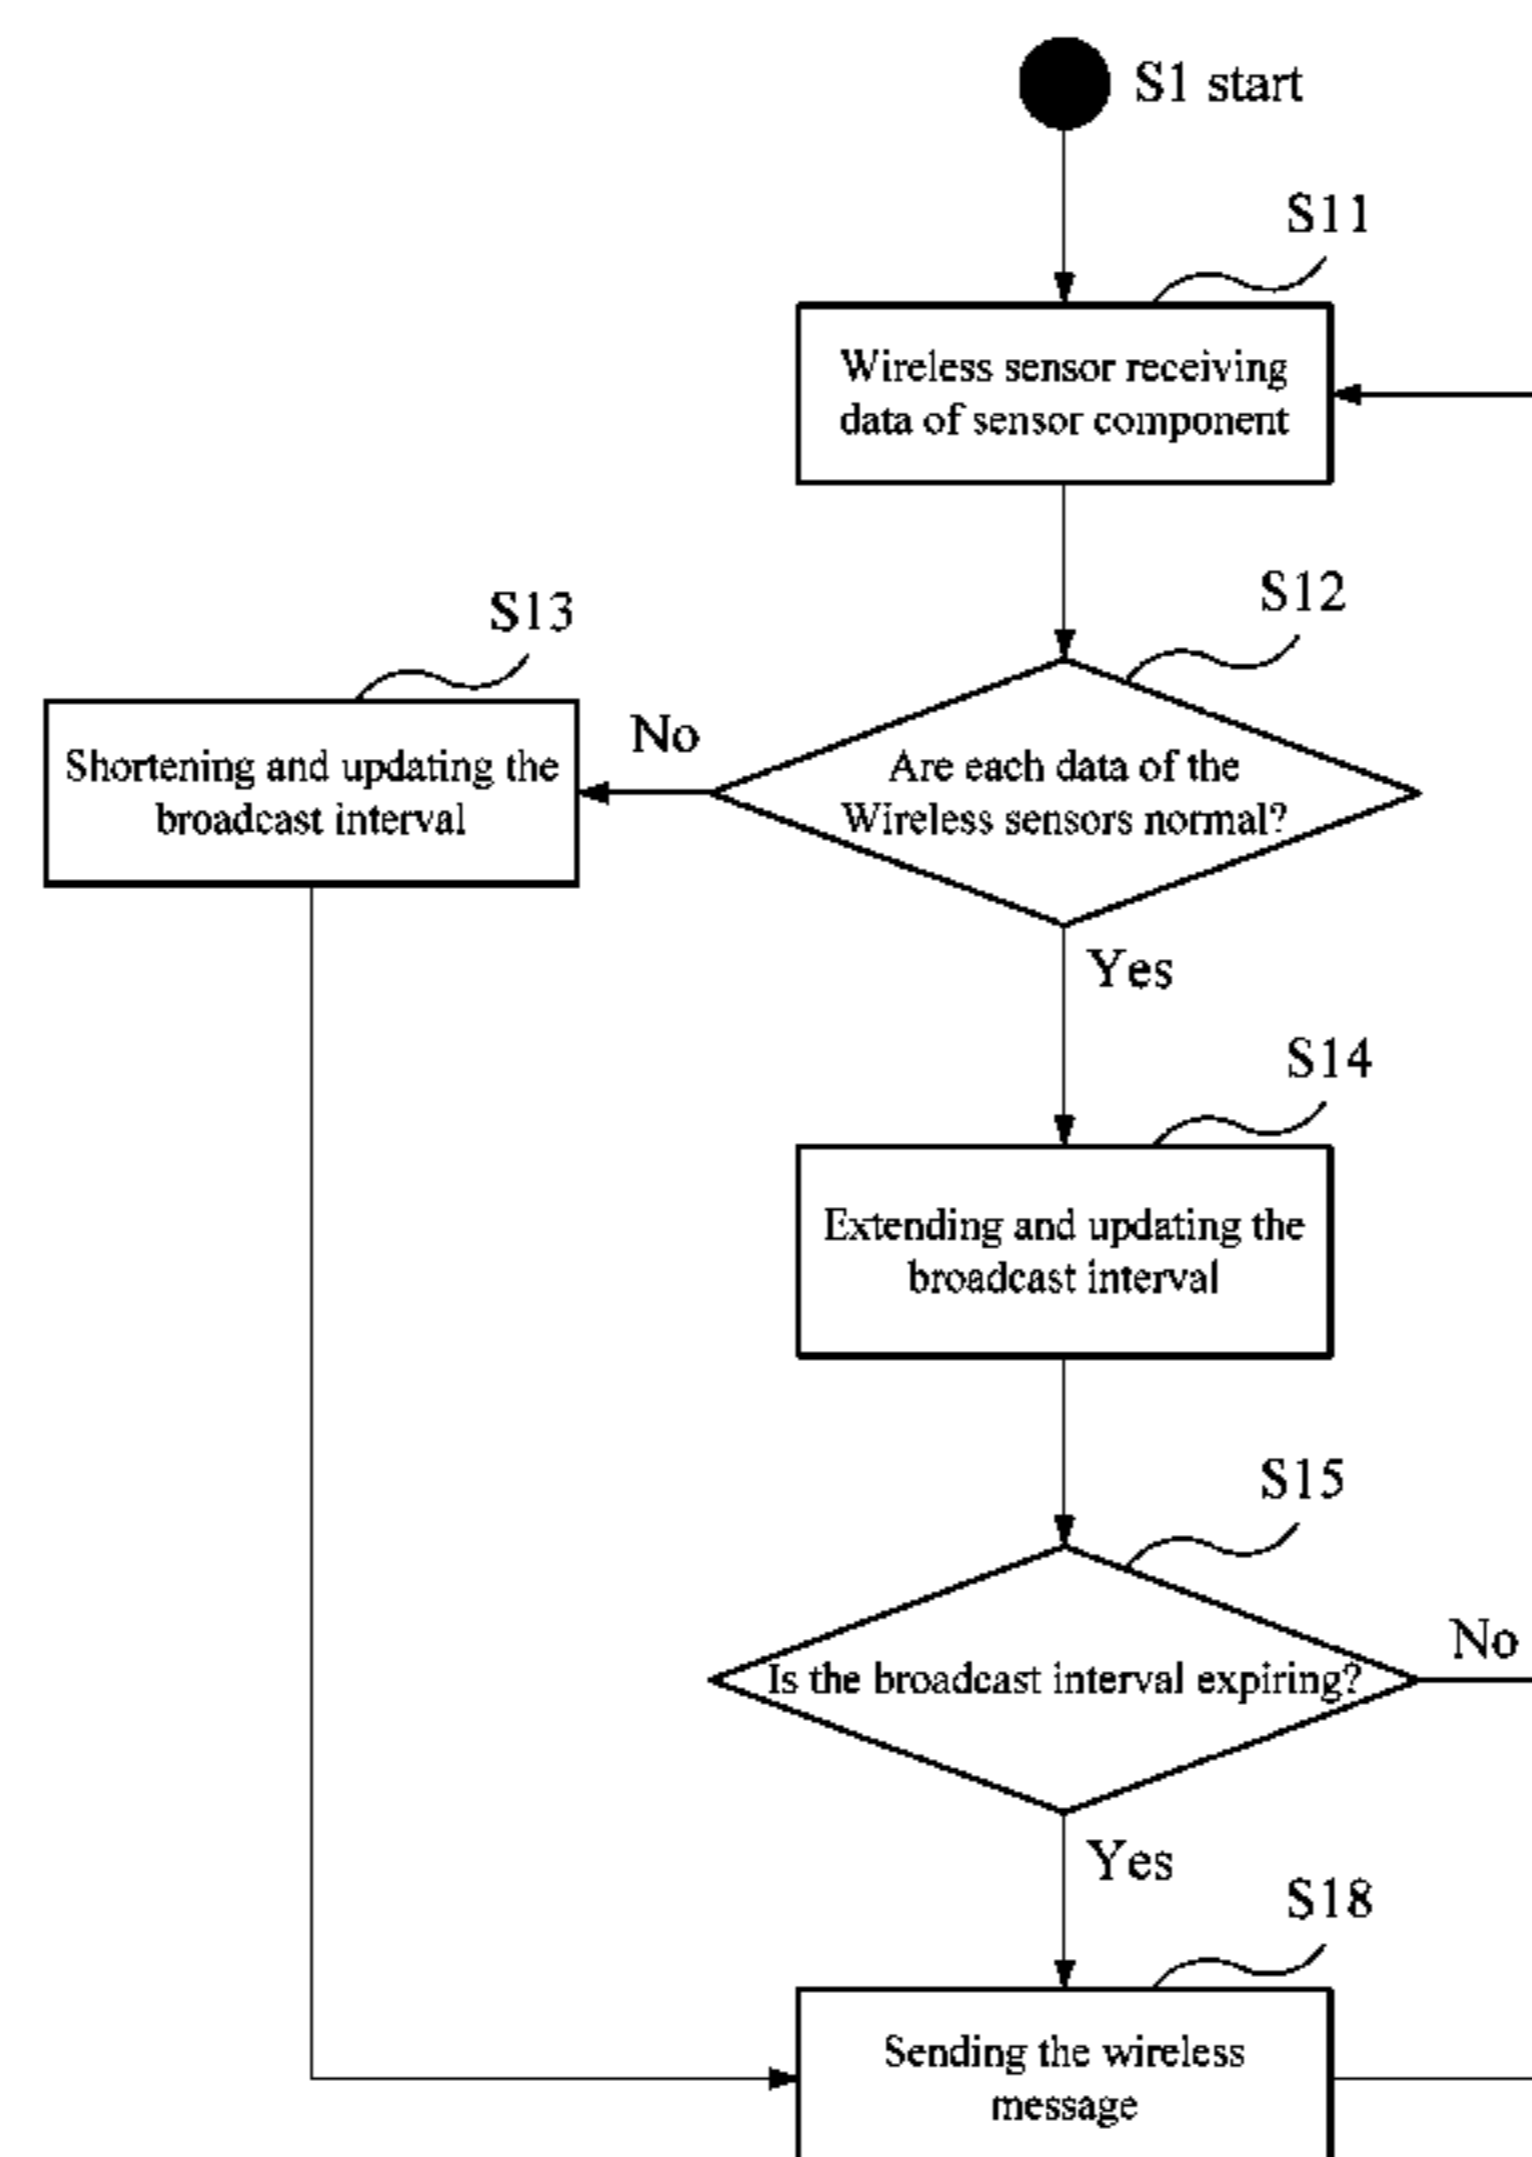 S1 start
S11
Wireless sensor receiving
data of sensor component
S12
S13
No
Shortening and updating the
broadcast interval
Are each data of the
Wireless sensors normal?
Yes
S14
Extending and updating the
broadcast interval
S15
Is the broadcast interval expiring?
No
Yes
S18
Sending the wireless
message